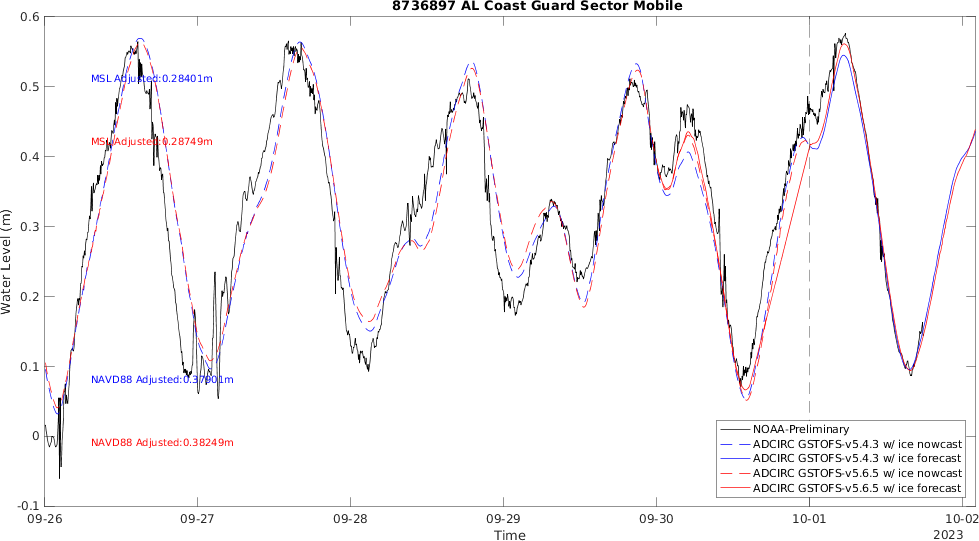 8736897 AL Coast Guard Sector Mobile
0.6
0.5
0.4
0.3
0.2
0.1
0
-0.1
Water Level (m)
MSL Adjusted:0.28401m
MSL Adjusted:0.28749m
NAVD88 Adjusted:0.37901m
NAVD88 Adjusted:0.38249m
NOAA-Preliminary
ADCIRC GSTOFS-v5.4.3 w/ ice nowcast
ADCIRC GSTOFS-v5.4.3 w/ ice forecast
ADCIRC GSTOFS-v5.6.5 w/ ice nowcast
ADCIRC GSTOFS-v5.6.5 w/ ice forecast
09-26 09-27 09-28 09-29 09-30 10-01 10-02
Time
2023